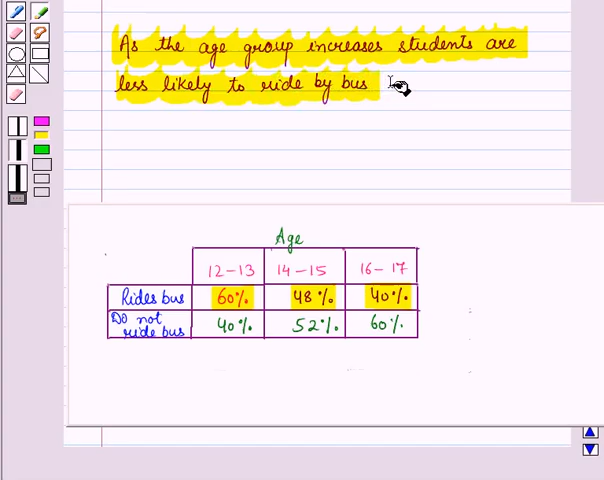 As the age group increases students are
less likely to ride by bus
Age
12-13 14-15 16-17
Rides bus 60% 48% 40%
Do not
ride bus 40% 52% 60%